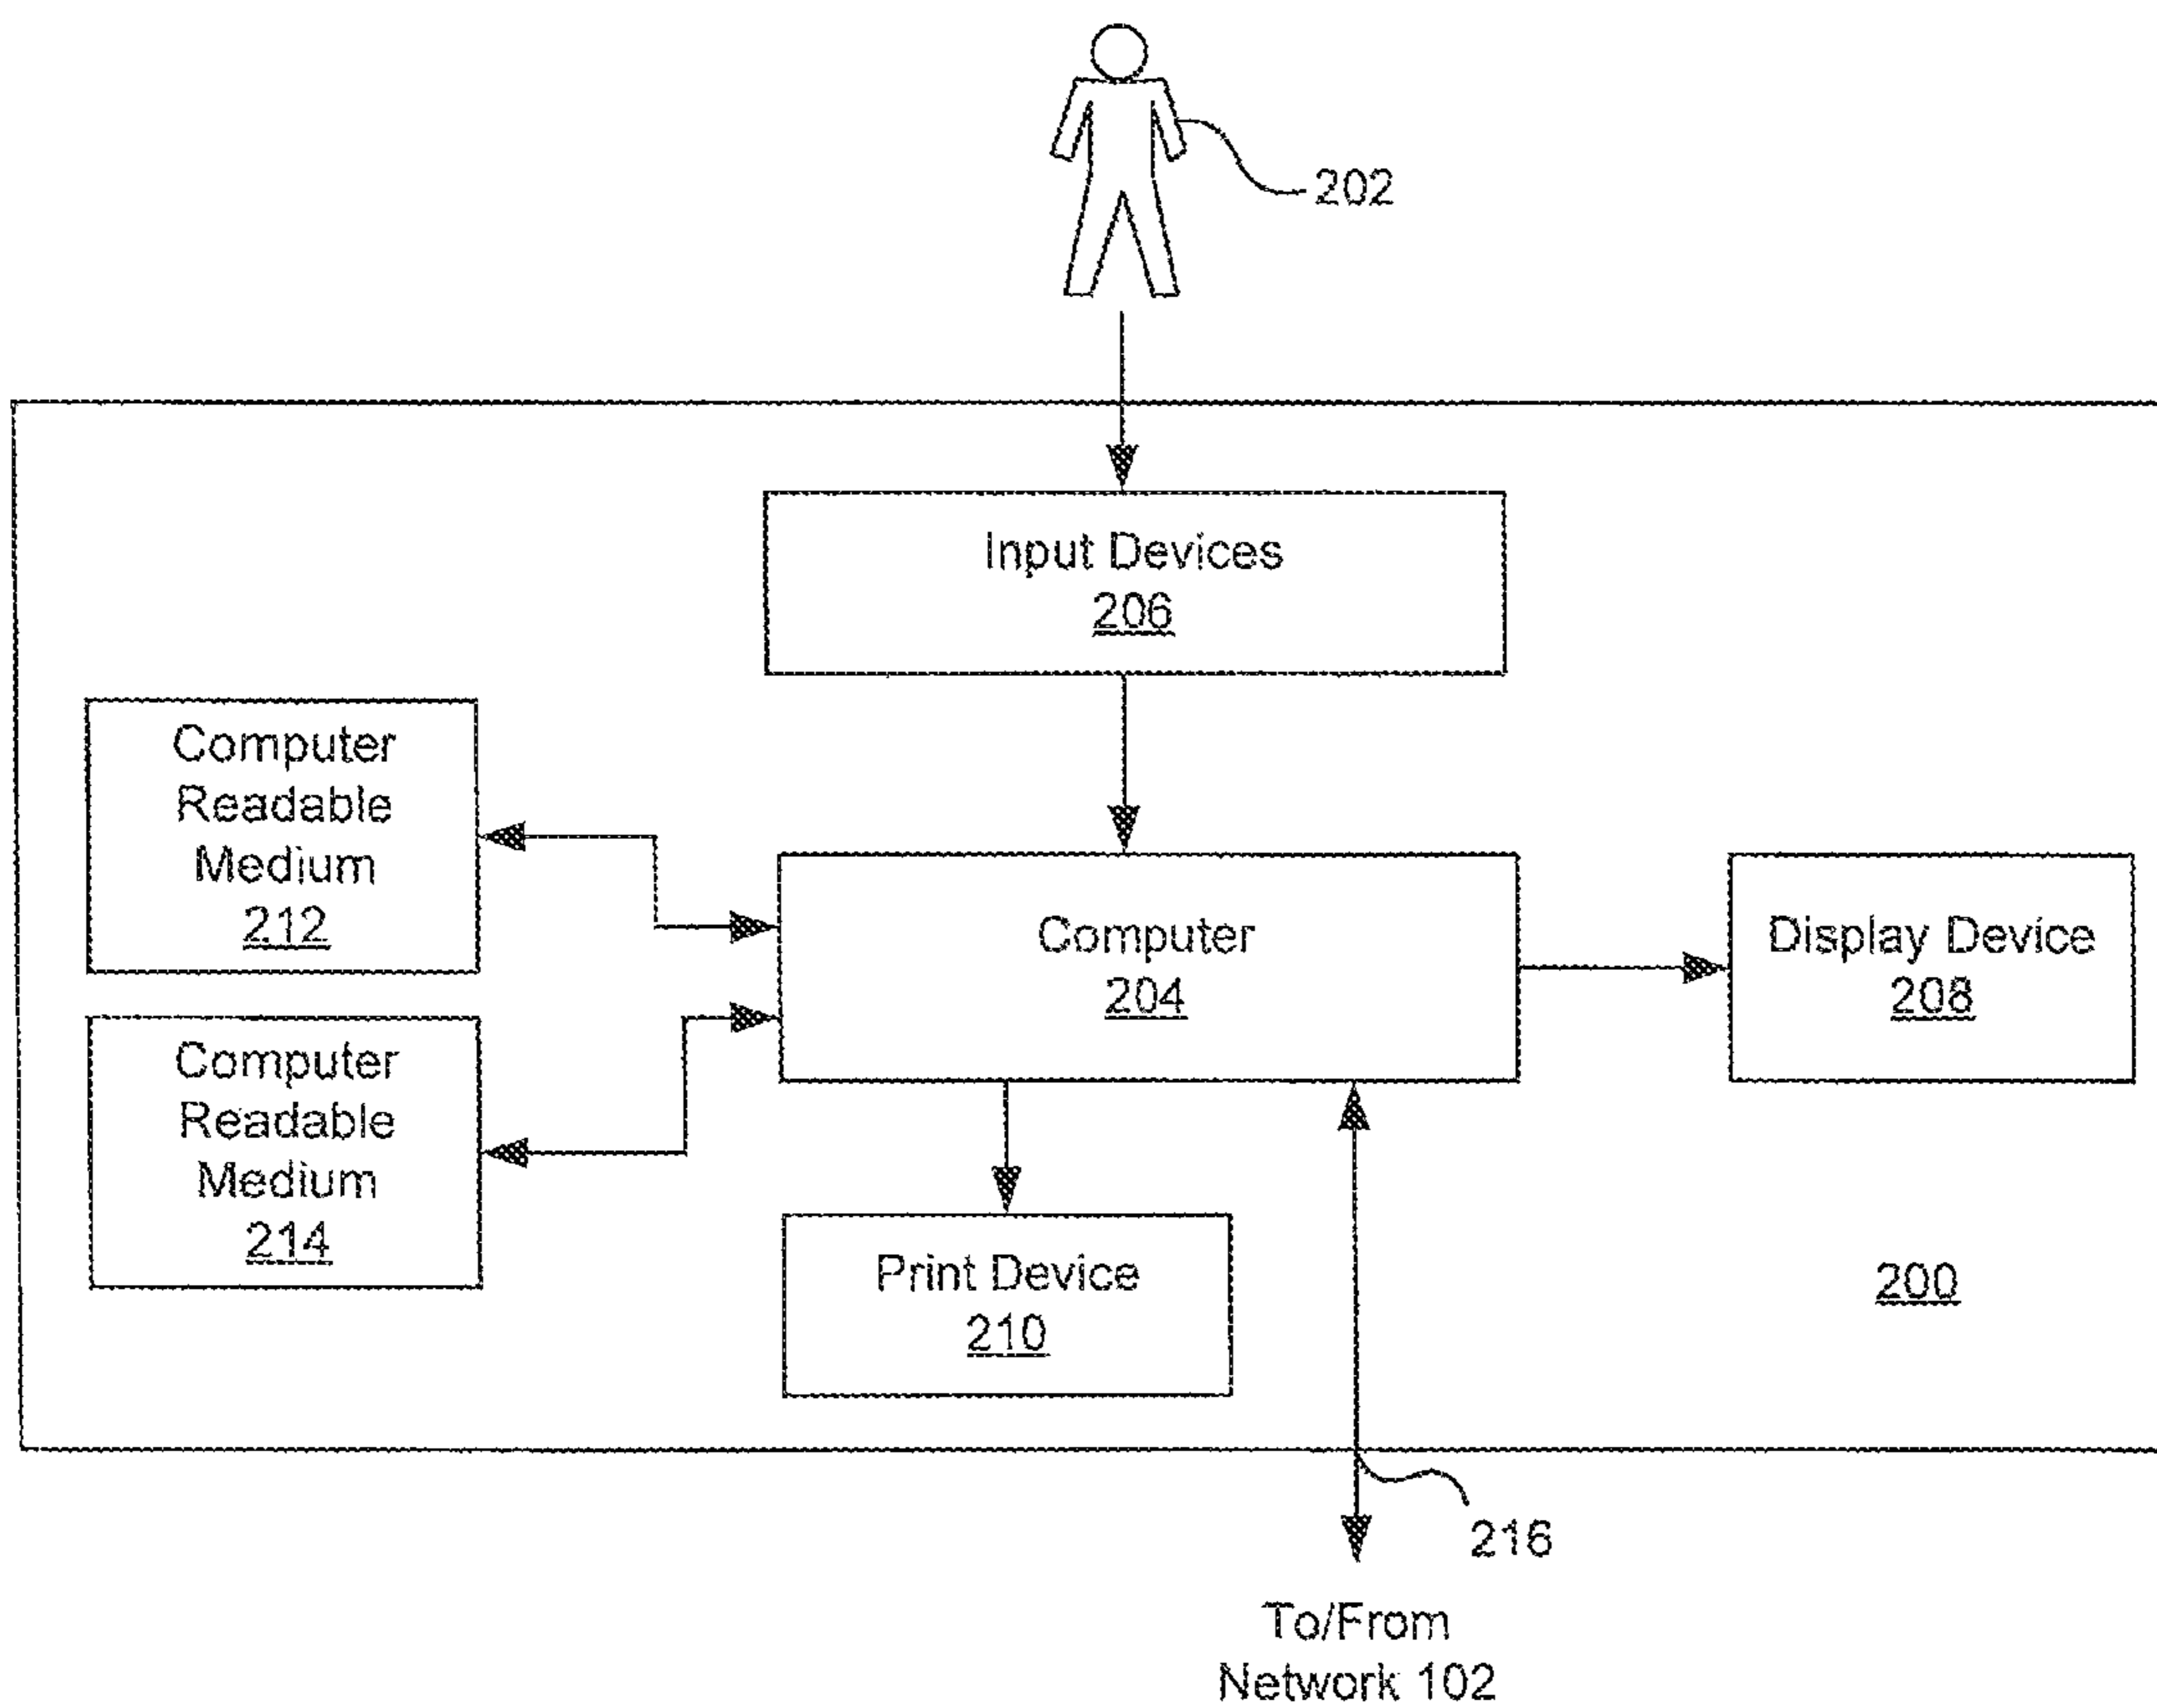 202
Input Devices
206
Computer
Readable
Medium
212
Computer
204
Display Device
208
Computer
Readable
Medium
214
Print Device
210
200
216
To/From
Network 102